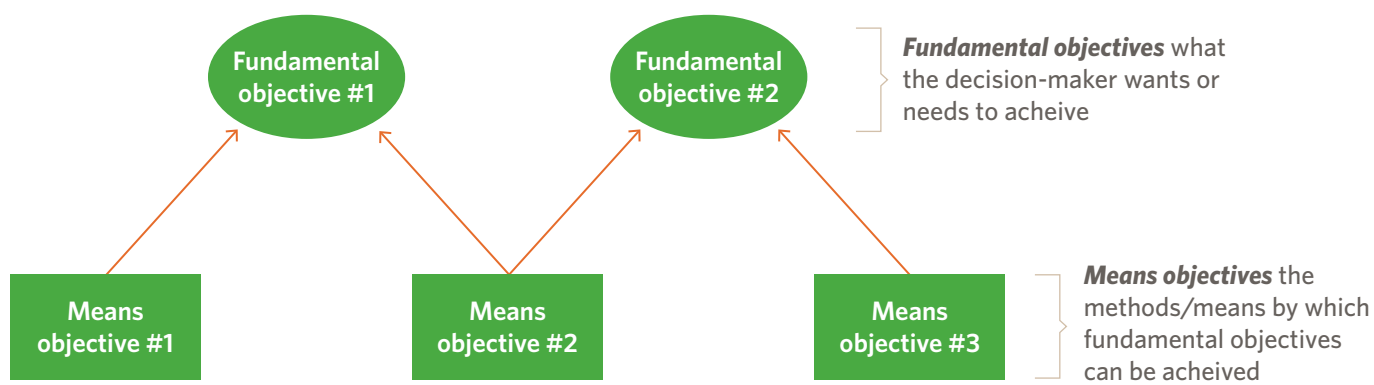 Fundamental
objective #1
Fundamental
objective #2
Fundamental objectives what
the decision-maker wants or
needs to acheive
Means
objective #1
Means
objective #2
Means
objective #3
Means objectives the
methods/means by which
fundamental objectives
can be acheived